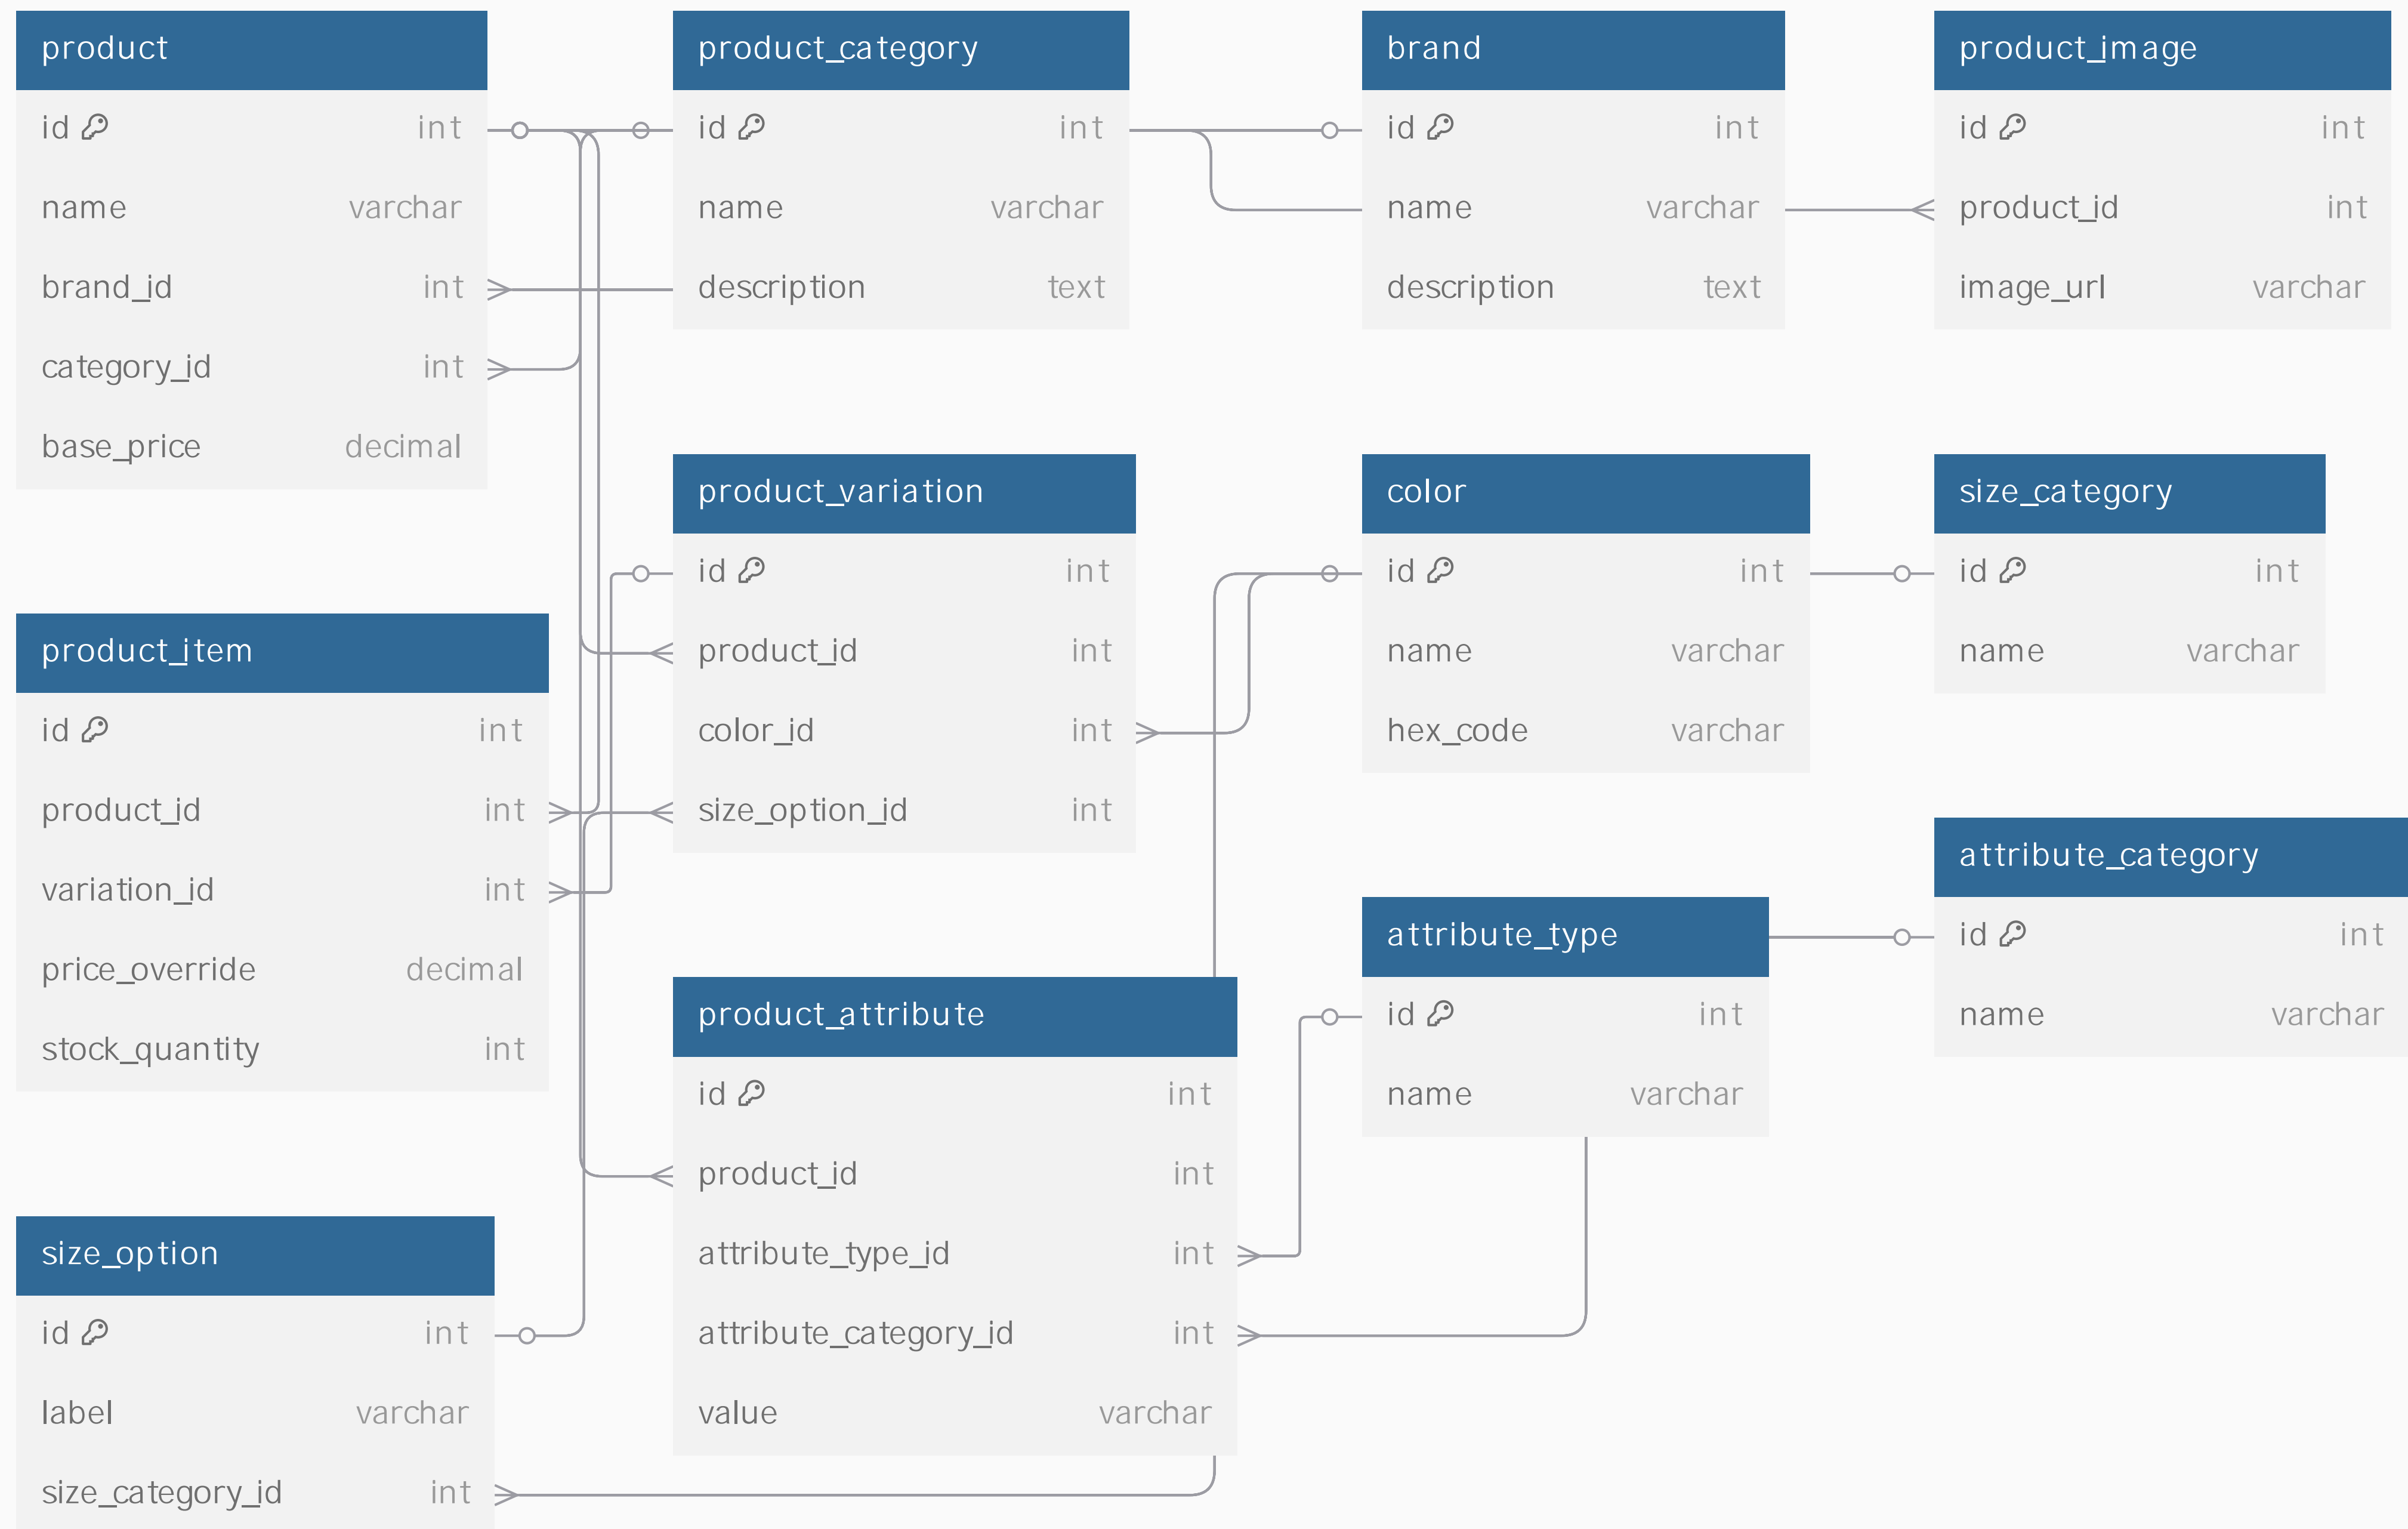 product
id int
name varchar
brand_id int
category_id int
base_price decimal
product_category
id int
name varchar
description text
brand
id int
name varchar
description text
product_image
id int
product_id int
image_url varchar
product_variation
id int
product_id int
color_id int
size_option_id int
color
id int
name varchar
hex_code varchar
size_category
id int
name varchar
product_item
id int
product_id int
variation_id int
price_override decimal
stock_quantity int
product_attribute
id int
product_id int
attribute_type_id int
attribute_category_id int
value varchar
attribute_type
id int
name varchar
attribute_category
id int
name varchar
size_option
id int
label varchar
size_category_id int